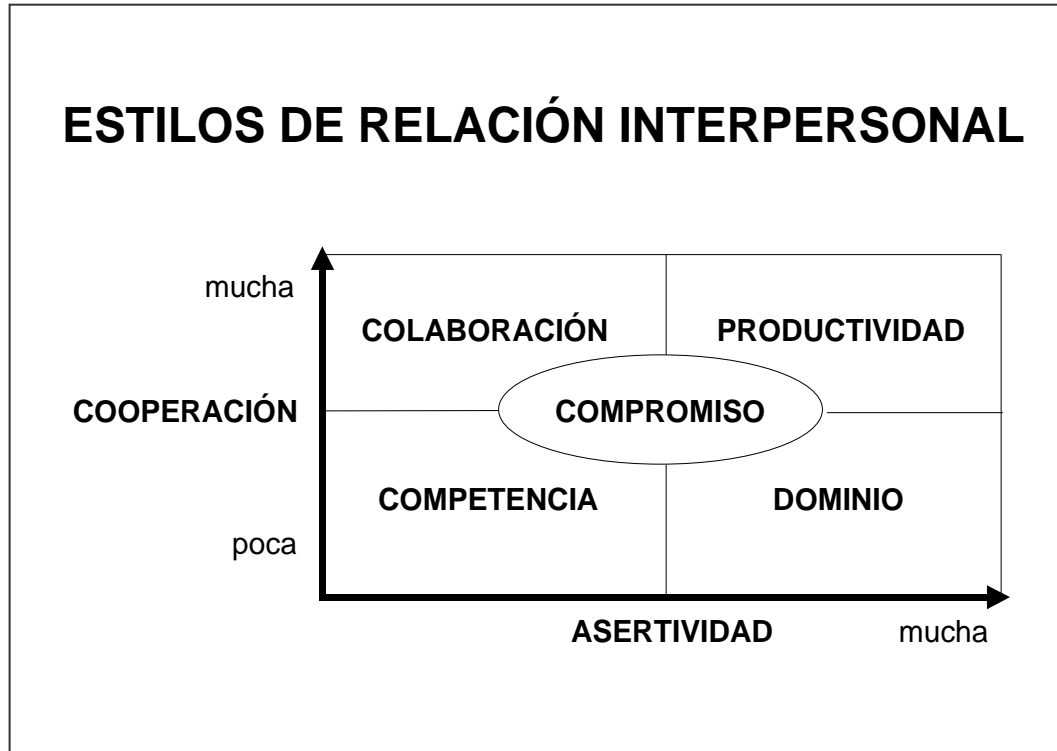 ESTILOS DE RELACIÓN INTERPERSONAL
mucha
COLABORACIÓN PRODUCTIVIDAD
COOPERACIÓN COMPROMISO
COMPETENCIA DOMINIO
poca
ASERTIVIDAD mucha